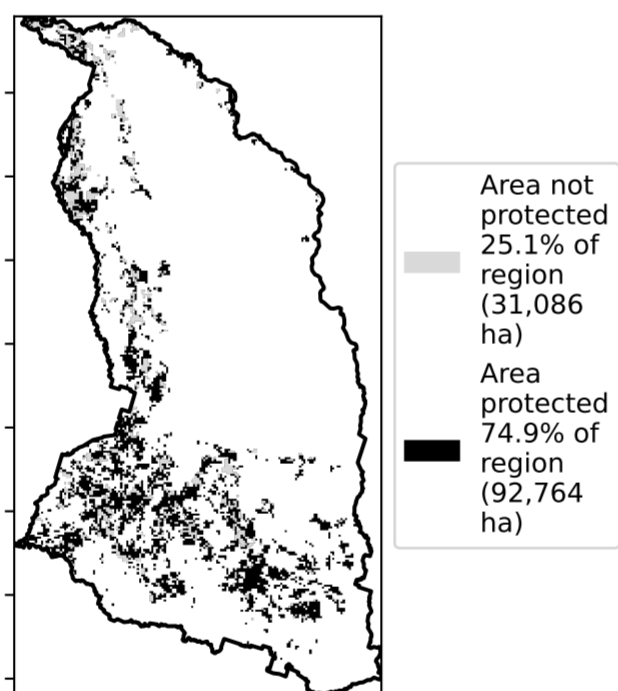 Area not
protected
25.1% of
region
(31,086
ha)
Area
protected
74.9% of
region
(92,764
ha)